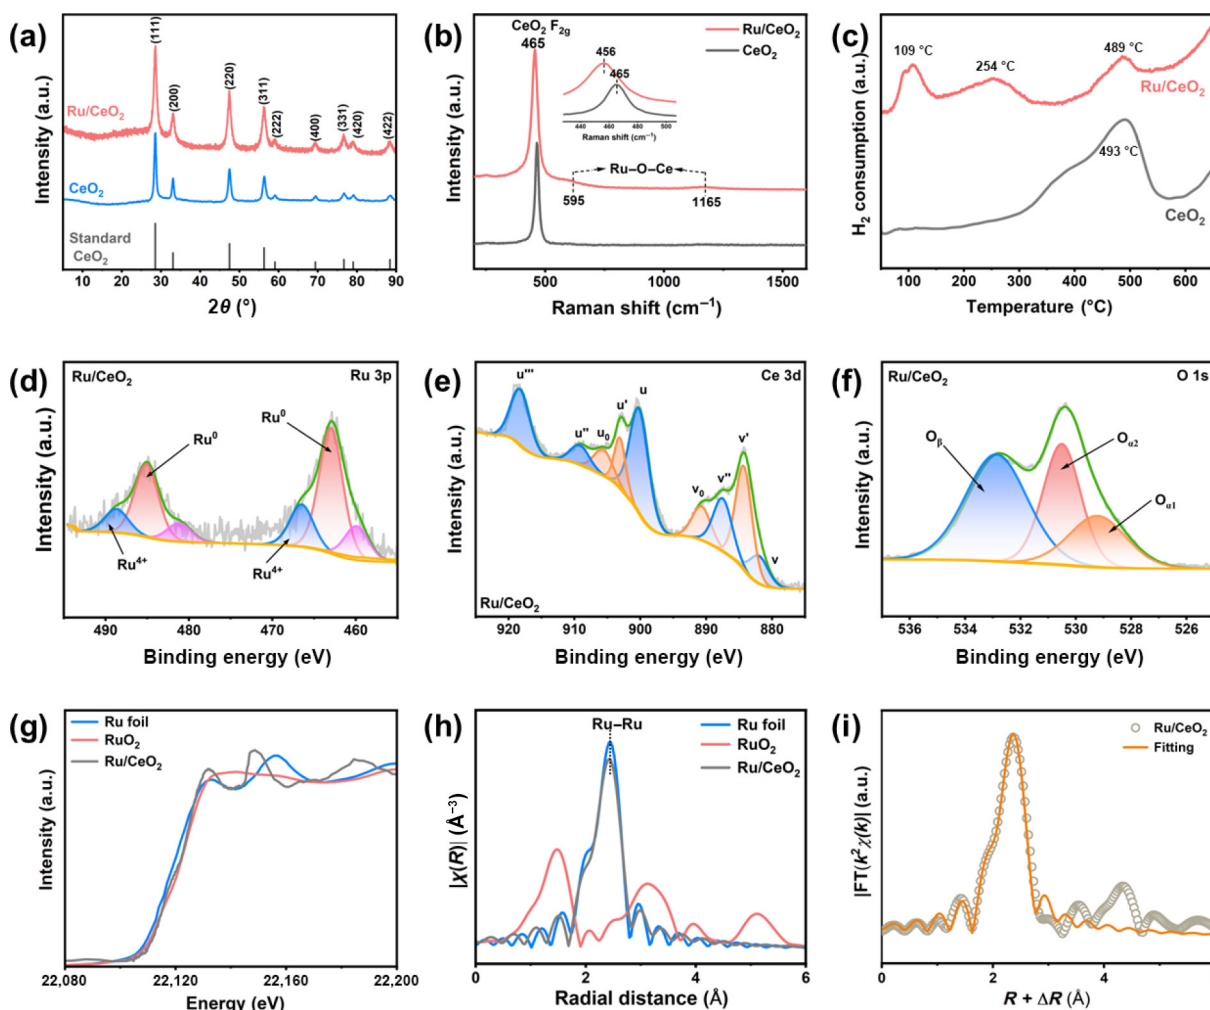 (a)
Intensity (a.u.)
(111)
(200)
(220)
(311)
(222)
(400)
(331)
(420)
(422)
Ru/CeO₂
CeO₂
Standard
CeO₂
10 20 30 40 50 60 70 80 90
2θ (°)
(b)
Intensity (a.u.)
CeO₂ F₂g
465
Ru/CeO₂
CeO₂
456
465
440 460 480 500
Raman shift (cm⁻¹)
Ru–O–Ce
595
1165
500 1000 1500
Raman shift (cm⁻¹)
(c)
H₂ consumption (a.u.)
109 °C
254 °C
489 °C
Ru/CeO₂
493 °C
CeO₂
100 200 300 400 500 600
Temperature (°C)
(d)
Intensity (a.u.)
Ru/CeO₂
Ru 3p
Ru⁰
Ru⁰
Ru⁴⁺
Ru⁴⁺
490 480 470 460
Binding energy (eV)
(e)
Intensity (a.u.)
Ce 3d
u'''
u''
u₀
u'
u
v₀
v''
v'
v
Ru/CeO₂
920 910 900 890 880
Binding energy (eV)
(f)
Intensity (a.u.)
Ru/CeO₂
O 1s
Oβ
Oα2
Oα1
536 534 532 530 528 526
Binding energy (eV)
(g)
Intensity (a.u.)
Ru foil
RuO₂
Ru/CeO₂
22,080 22,120 22,160 22,200
Energy (eV)
(h)
|χ(R)| (Å⁻³)
Ru–Ru
Ru foil
RuO₂
Ru/CeO₂
0 2 4 6
Radial distance (Å)
(i)
|FT(k²χ(k)| (a.u.)
Ru/CeO₂
Fitting
0 2 4
R + ΔR (Å)